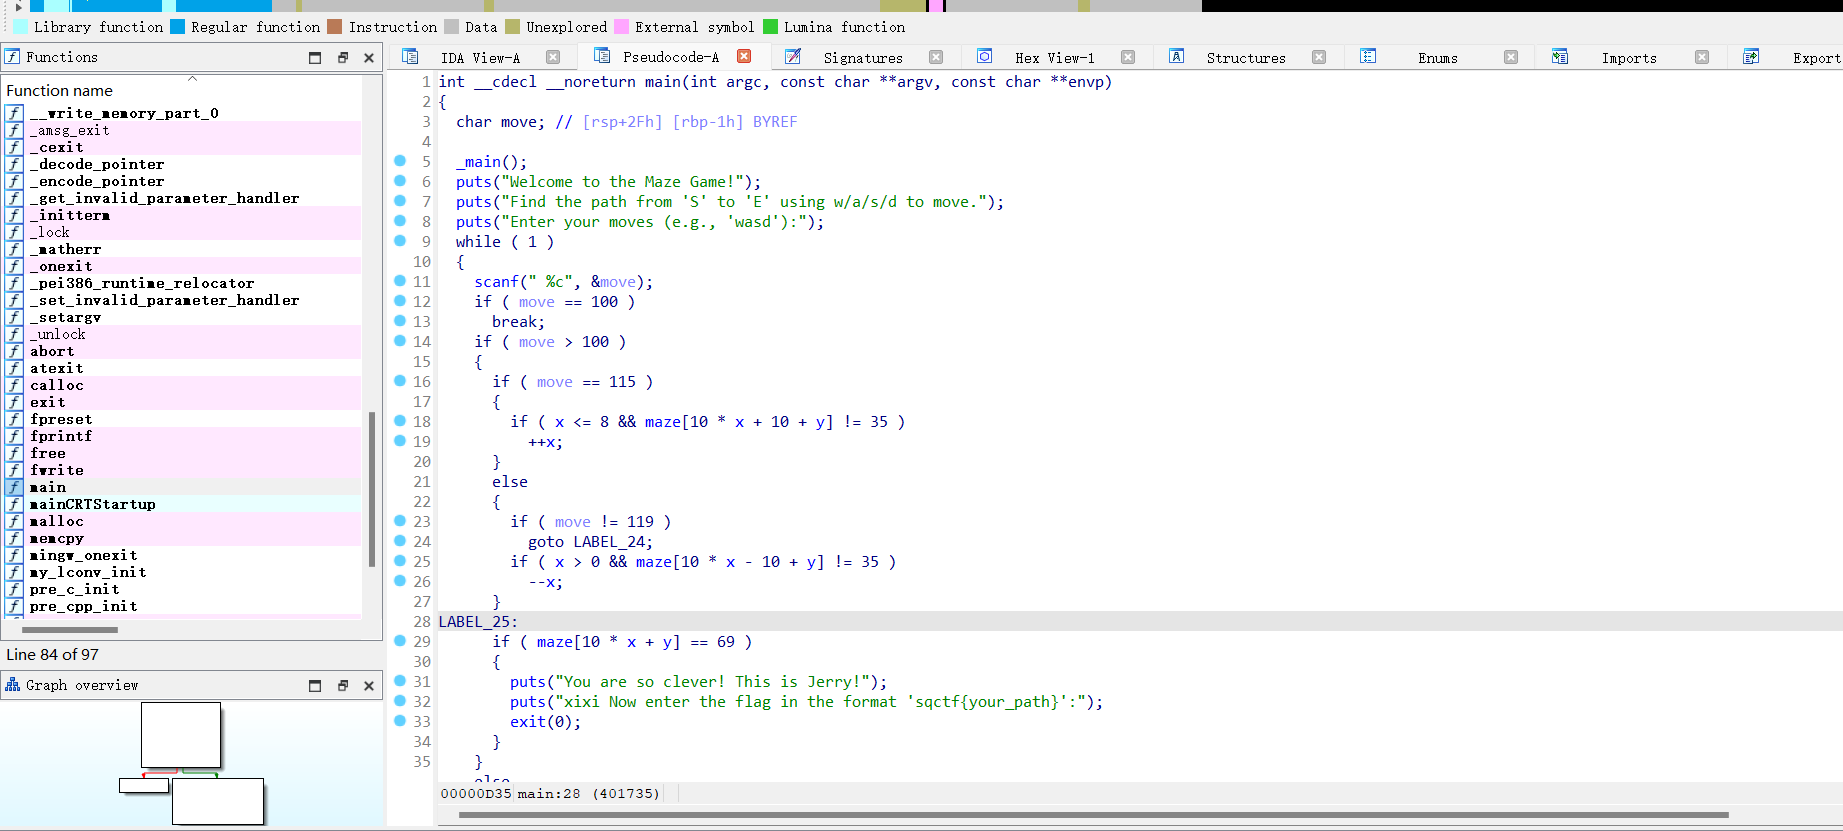 Library function Regular function Instruction Data Unexplored External symbol Lumina function
Functions
Function name
__write_memory_part_0
_amsg_exit
_cexit
_decode_pointer
_encode_pointer
_get_invalid_parameter_handler
_initterm
_lock
_matherr
_onexit
_pei386_runtime_relocator
_set_invalid_parameter_handler
_setargv
_unlock
abort
atexit
calloc
exit
fpreset
fprintf
free
fwrite
main
mainCRTStartup
malloc
memcpy
mingw_onexit
my_lconv_init
pre_c_init
pre_cpp_init
Line 84 of 97
Graph overview
IDA View-A Pseudocode-A Signatures Hex View-1 Structures Enums Imports Export
1 int __cdecl __noreturn main(int argc, const char **argv, const char **envp)
2 {
3 char move; // [rsp+2Fh] [rbp-1h] BYREF
4
5 _main();
6 puts("Welcome to the Maze Game!");
7 puts("Find the path from 'S' to 'E' using w/a/s/d to move.");
8 puts("Enter your moves (e.g., 'wasd'):");
9 while ( 1 )
10 {
11 scanf(" %c", &move);
12 if ( move == 100 )
13 break;
14 if ( move > 100 )
15 {
16 if ( move == 115 )
17 {
18 if ( x <= 8 && maze[10 * x + 10 + y] != 35 )
19 ++x;
20 }
21 else
22 {
23 if ( move != 119 )
24 goto LABEL_24;
25 if ( x > 0 && maze[10 * x - 10 + y] != 35 )
26 --x;
27 }
28 LABEL_25:
29 if ( maze[10 * x + y] == 69 )
30 {
31 puts("You are so clever! This is Jerry!");
32 puts("xixi Now enter the flag in the format 'sqctf{your_path}':");
33 exit(0);
34 }
35 }
else
00000D35 main:28 (401735)